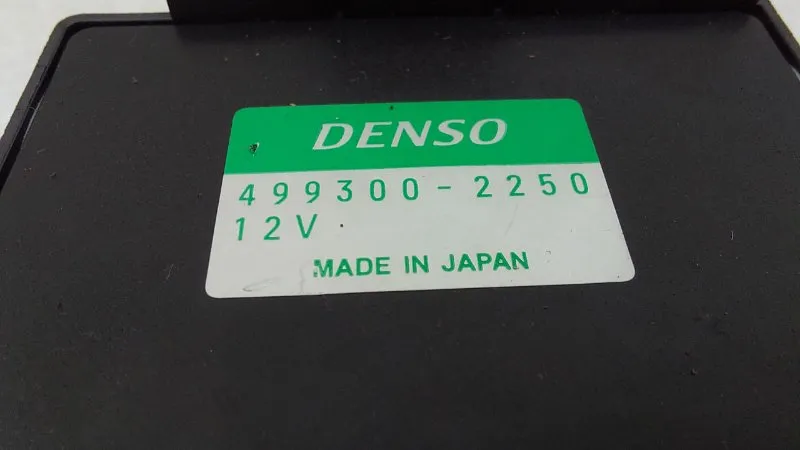 DENSO
499300-2250
12V
MADE IN JAPAN